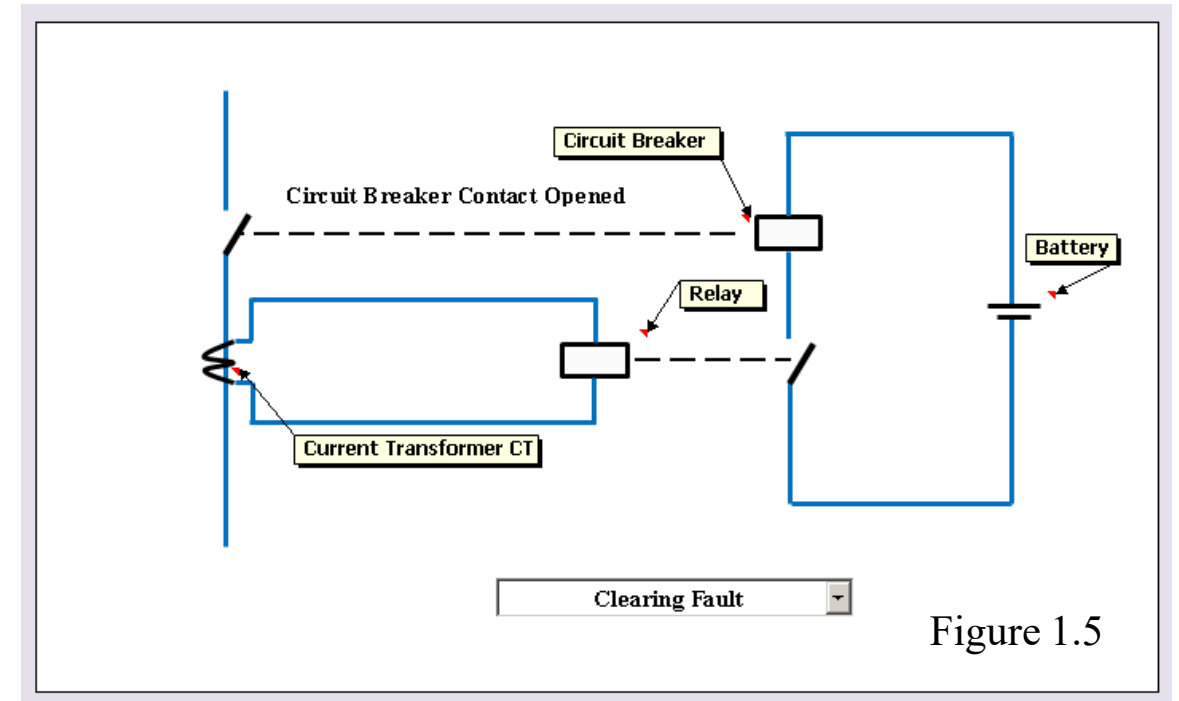 Circuit Breaker
Circuit Breaker Contact Opened
Battery
Relay
Current Transformer CT
Clearing Fault
Figure 1.5